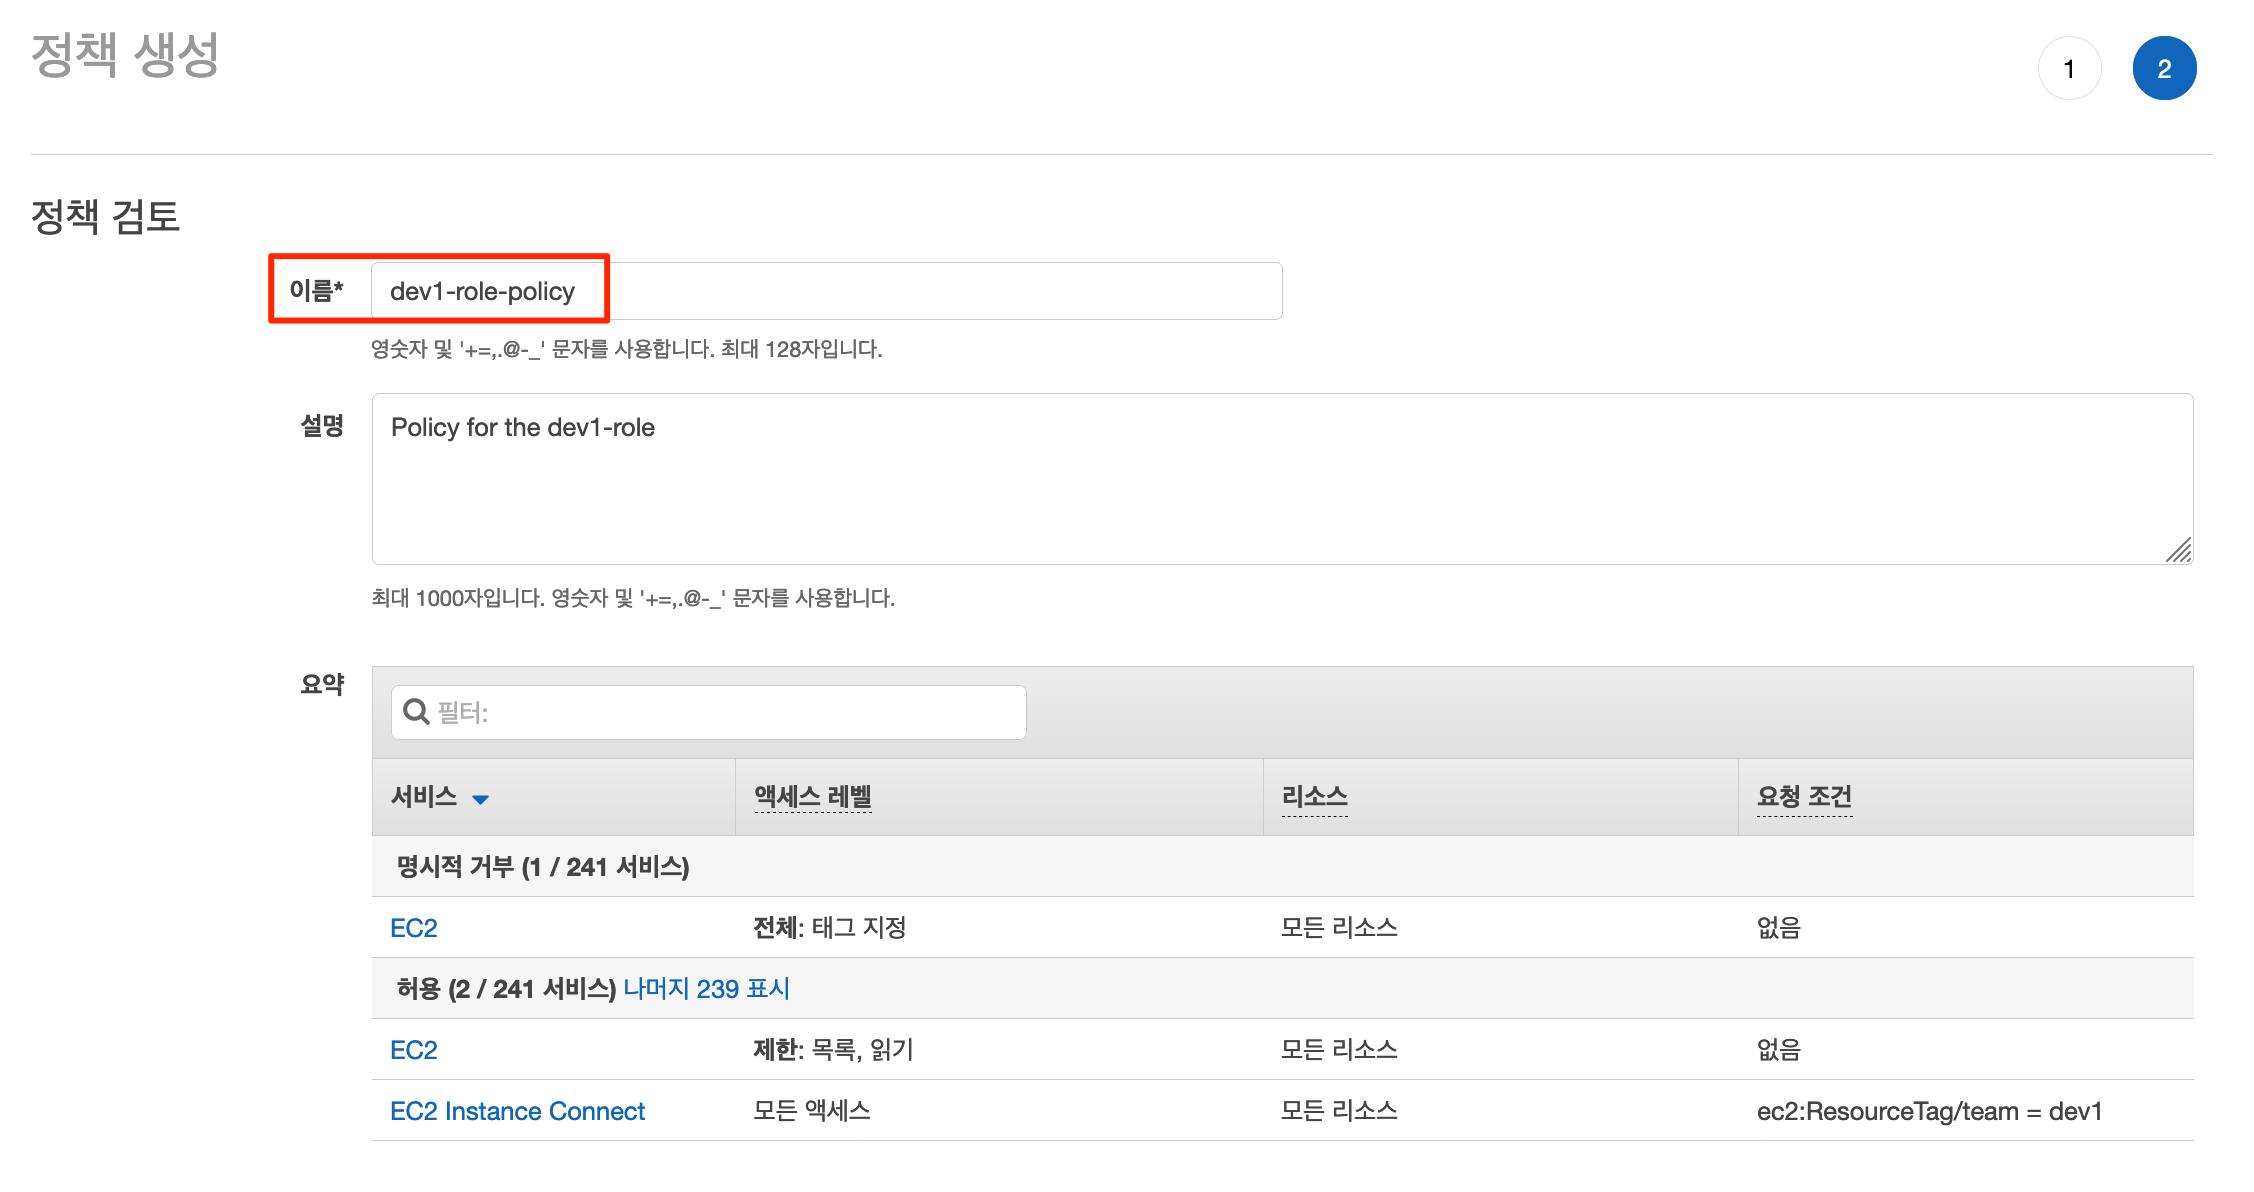 정책 생성
1
2
정책 검토
이름*
dev1-role-policy
영숫자 및 '+=,.@-_' 문자를 사용합니다. 최대 128자입니다.
설명
Policy for the dev1-role
최대 1000자입니다. 영숫자 및 '+=,.@-_' 문자를 사용합니다.
요약
필터:
서비스 액세스 레벨 리소스 요청 조건
명시적 거부 (1 / 241 서비스)
EC2 전체: 태그 지정 모든 리소스 없음
허용 (2 / 241 서비스) 나머지 239 표시
EC2 제한: 목록, 읽기 모든 리소스 없음
EC2 Instance Connect 모든 액세스 모든 리소스 ec2:ResourceTag/team = dev1